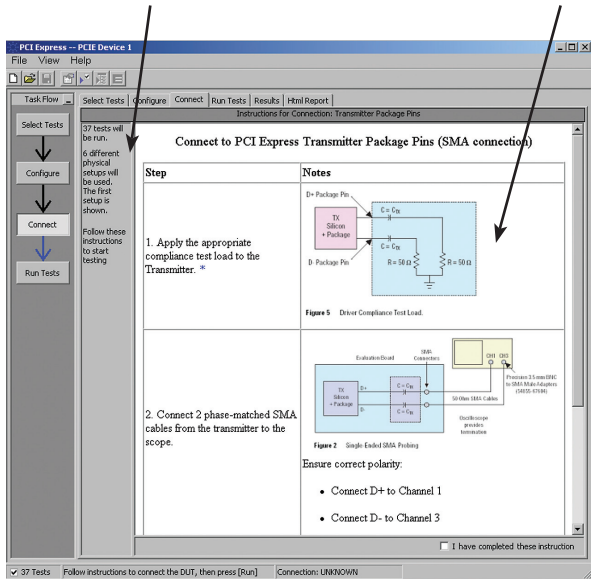 PCI Express -- PCIE Device 1
File View Help
Task Flow
Select Tests
Configure
Connect
Run Tests
Results
Html Report
Instructions for Connection: Transmitter Package Pins
Select Tests
Configure
Connect
Run Tests
37 tests will
be run.
6 different
physical
setups will
be used.
The first
setup is
shown.
Follow these
instructions
to start
testing
Connect to PCI Express Transmitter Package Pins (SMA connection)
Step
Notes
1. Apply the appropriate
compliance test load to the
Transmitter. *
D+ Package Pin
C = CTX
TX
Silicon
+ Package
C = CTX
D- Package Pin
R = 50 Ω
R = 50 Ω
Figure 5 Driver Compliance Test Load.
2. Connect 2 phase-matched SMA
cables from the transmitter to the
scope.
Evaluation Board
SMA
Connectors
CH1 CH3
Precision 3.5 mm BNC
to SMA Male Adapters
(54855-67604)
TX
Silicon
+ Package
D+
D-
C = CTX
C = CTX
50 Ohm SMA Cables
Oscilloscope
provides
termination
Figure 2 Single-Ended SMA Probing
Ensure correct polarity:
• Connect D+ to Channel 1
• Connect D- to Channel 3
I have completed these instruction
37 Tests
Follow instructions to connect the DUT, then press [Run]
Connection: UNKNOWN